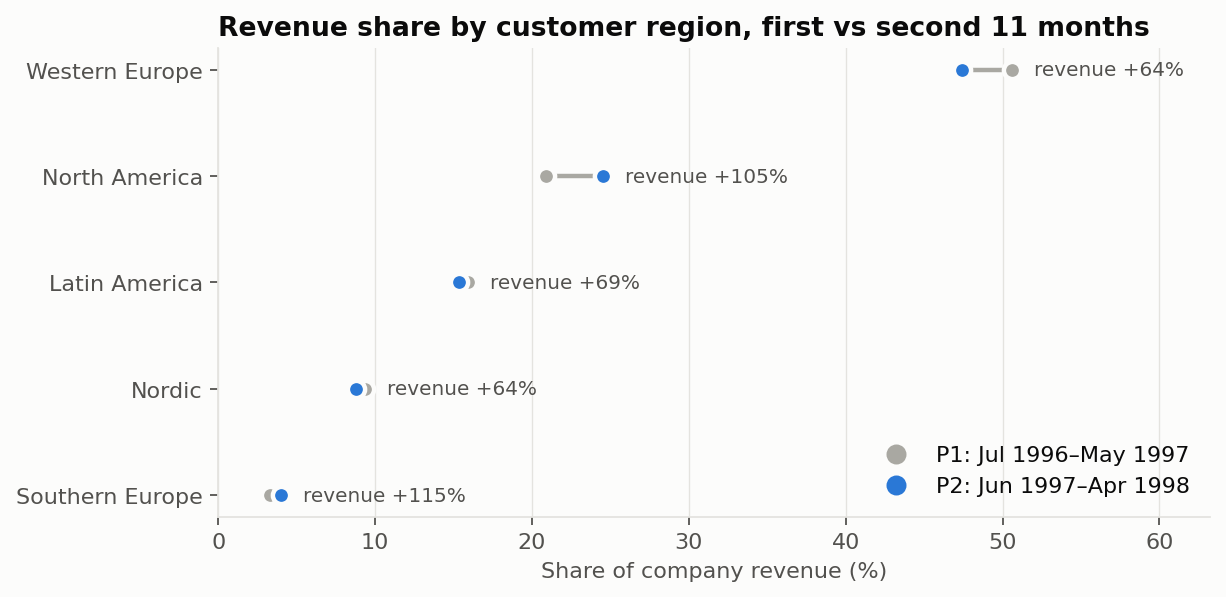 Revenue share by customer region, first vs second 11 months
Western Europe
revenue +64%
North America
revenue +105%
Latin America
revenue +69%
Nordic
revenue +64%
Southern Europe
revenue +115%
P1: Jul 1996–May 1997
P2: Jun 1997–Apr 1998
0 10 20 30 40 50 60
Share of company revenue (%)